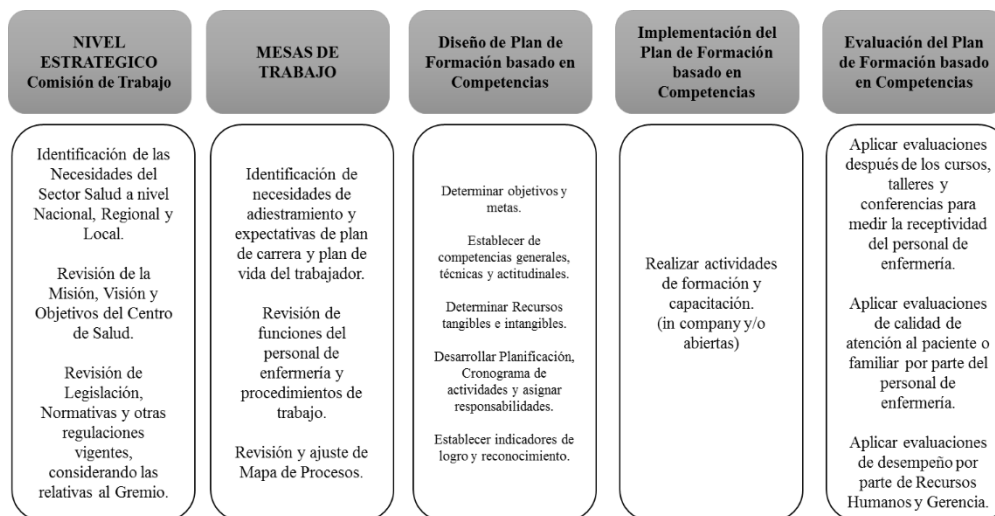 NIVEL
ESTRATEGICO
Comisión de Trabajo
Identificación de las
Necesidades del
Sector Salud a nivel
Nacional, Regional y
Local.
Revisión de la
Misión, Visión y
Objetivos del Centro
de Salud.
Revisión de
Legislación,
Normativas y otras
regulaciones
vigentes,
considerando las
relativas al Gremio.
MESAS DE
TRABAJO
Identificación de
necesidades de
adiestramiento y
expectativas de plan
de carrera y plan de
vida del trabajador.
Revisión de
funciones del
personal de
enfermería y
procedimientos de
trabajo.
Revisión y ajuste de
Mapa de Procesos.
Diseño de Plan de
Formación basado en
Competencias
Determinar objetivos y
metas.
Establecer de
competencias generales,
técnicas y actitudinales.
Determinar Recursos
tangibles e intangibles.
Desarrollar Planificación,
Cronograma de
actividades y asignar
responsabilidades.
Establecer indicadores de
logro y reconocimiento.
Implementación del
Plan de Formación
basado en
Competencias
Realizar actividades
de formación y
capacitación.
(in company y/o
abiertas)
Evaluación del Plan
de Formación basado
en Competencias
Aplicar evaluaciones
después de los cursos,
talleres y
conferencias para
medir la receptividad
del personal de
enfermería.
Aplicar evaluaciones
de calidad de
atención al paciente o
familiar por parte del
personal de
enfermería.
Aplicar evaluaciones
de desempeño por
parte de Recursos
Humanos y Gerencia.